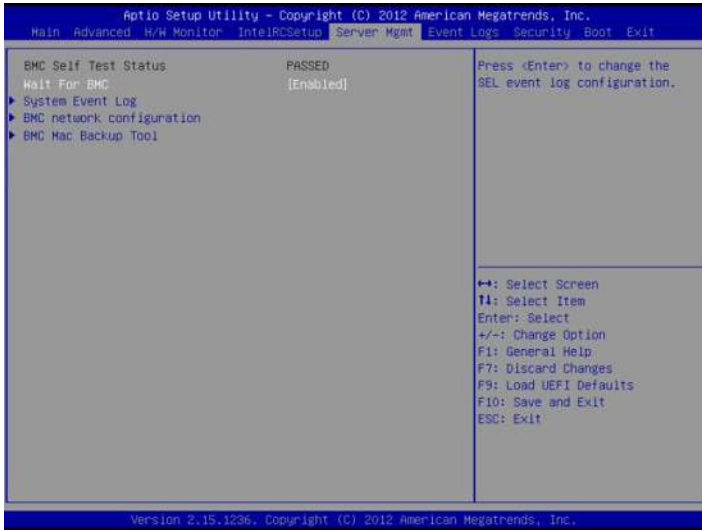 Aptio Setup Utility - Copyright (C) 2012 American Megatrends, Inc.
Main Advanced H/W Monitor IntelRCSetup Server Mgmt Event Logs Security Boot Exit
BMC Self Test Status PASSED
Wait For BMC [Enabled]
System Event Log
BMC network configuration
BMC Mac Backup Tool
Press <Enter> to change the
SEL event log configuration.
↔: Select Screen
↑↓: Select Item
Enter: Select
+/-: Change Option
F1: General Help
F7: Discard Changes
F9: Load UEFI Defaults
F10: Save and Exit
ESC: Exit
Version 2.15.1236. Copyright (C) 2012 American Megatrends, Inc.